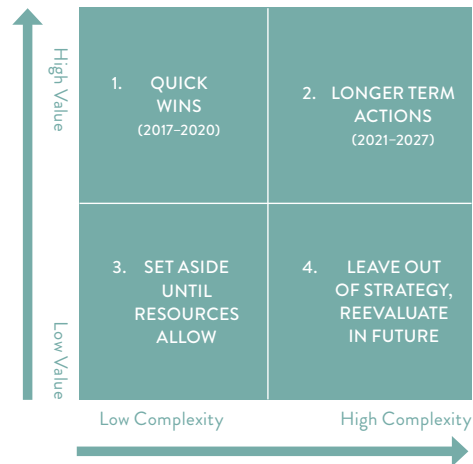 High Value
1. QUICK
WINS
(2017–2020)
2. LONGER TERM
ACTIONS
(2021–2027)
Low Value
3. SET ASIDE
UNTIL
RESOURCES
ALLOW
4. LEAVE OUT
OF STRATEGY,
REEVALUATE
IN FUTURE
Low Complexity
High Complexity